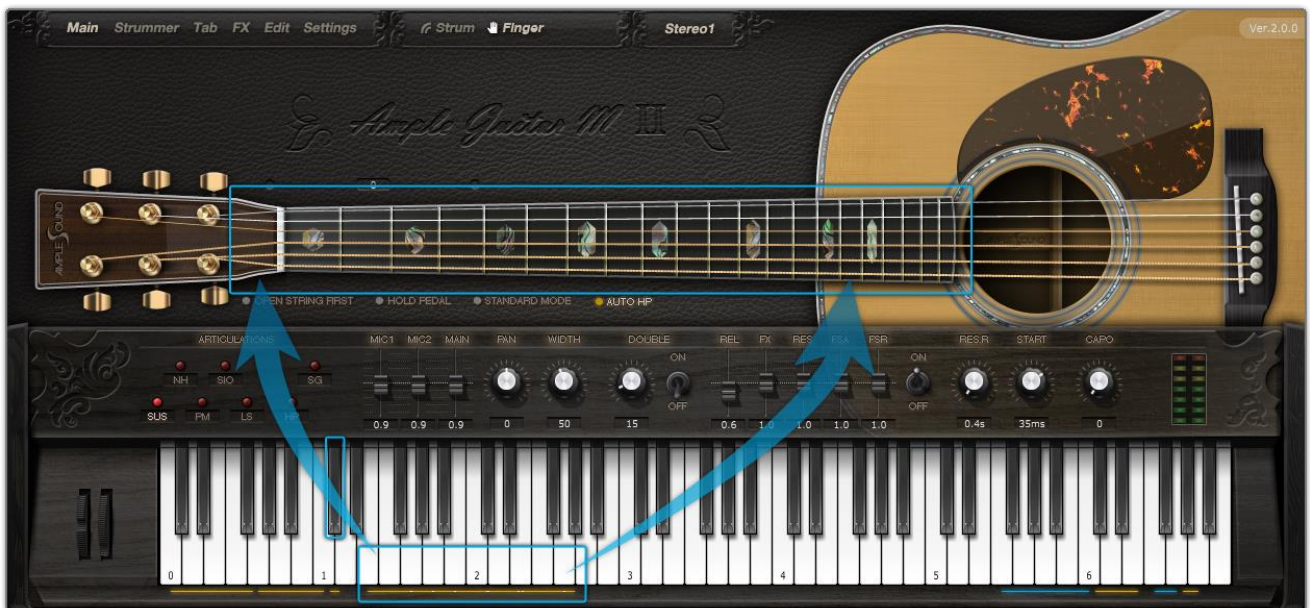 Main Strummer Tab FX Edit Settings Strum Finger Stereo1 Ver.2.0.0
Ample Guitar M II
0
AMPLE SOUND
OPEN STRING FIRST HOLD PEDAL STANDARD MODE AUTO HP
ARTICULATIONS MIC1 MIC2 MAIN PAN WIDTH DOUBLE REL FX RES FSA FSR RES.R START CAPO
ON ON
NH SIO SG
OFF OFF
SUS PM LS HP
0.9 0.9 0.9 0 50 15 0.6 1.0 1.0 1.0 1.0 0.4s 35ms 0
0 1 2 3 4 5 6